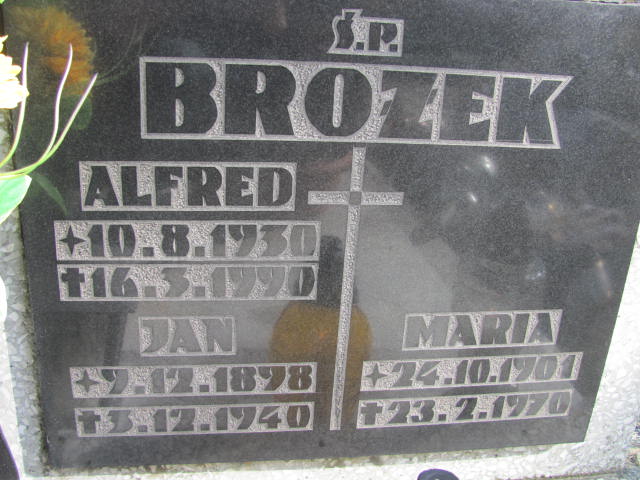 Ś.P.
BROZEK
ALFRED
10.8.1930
✝16.3.1990
JAN
9.12.1898
✝3.12.1940
MARIA
24.10.1901
✝23.2.1970